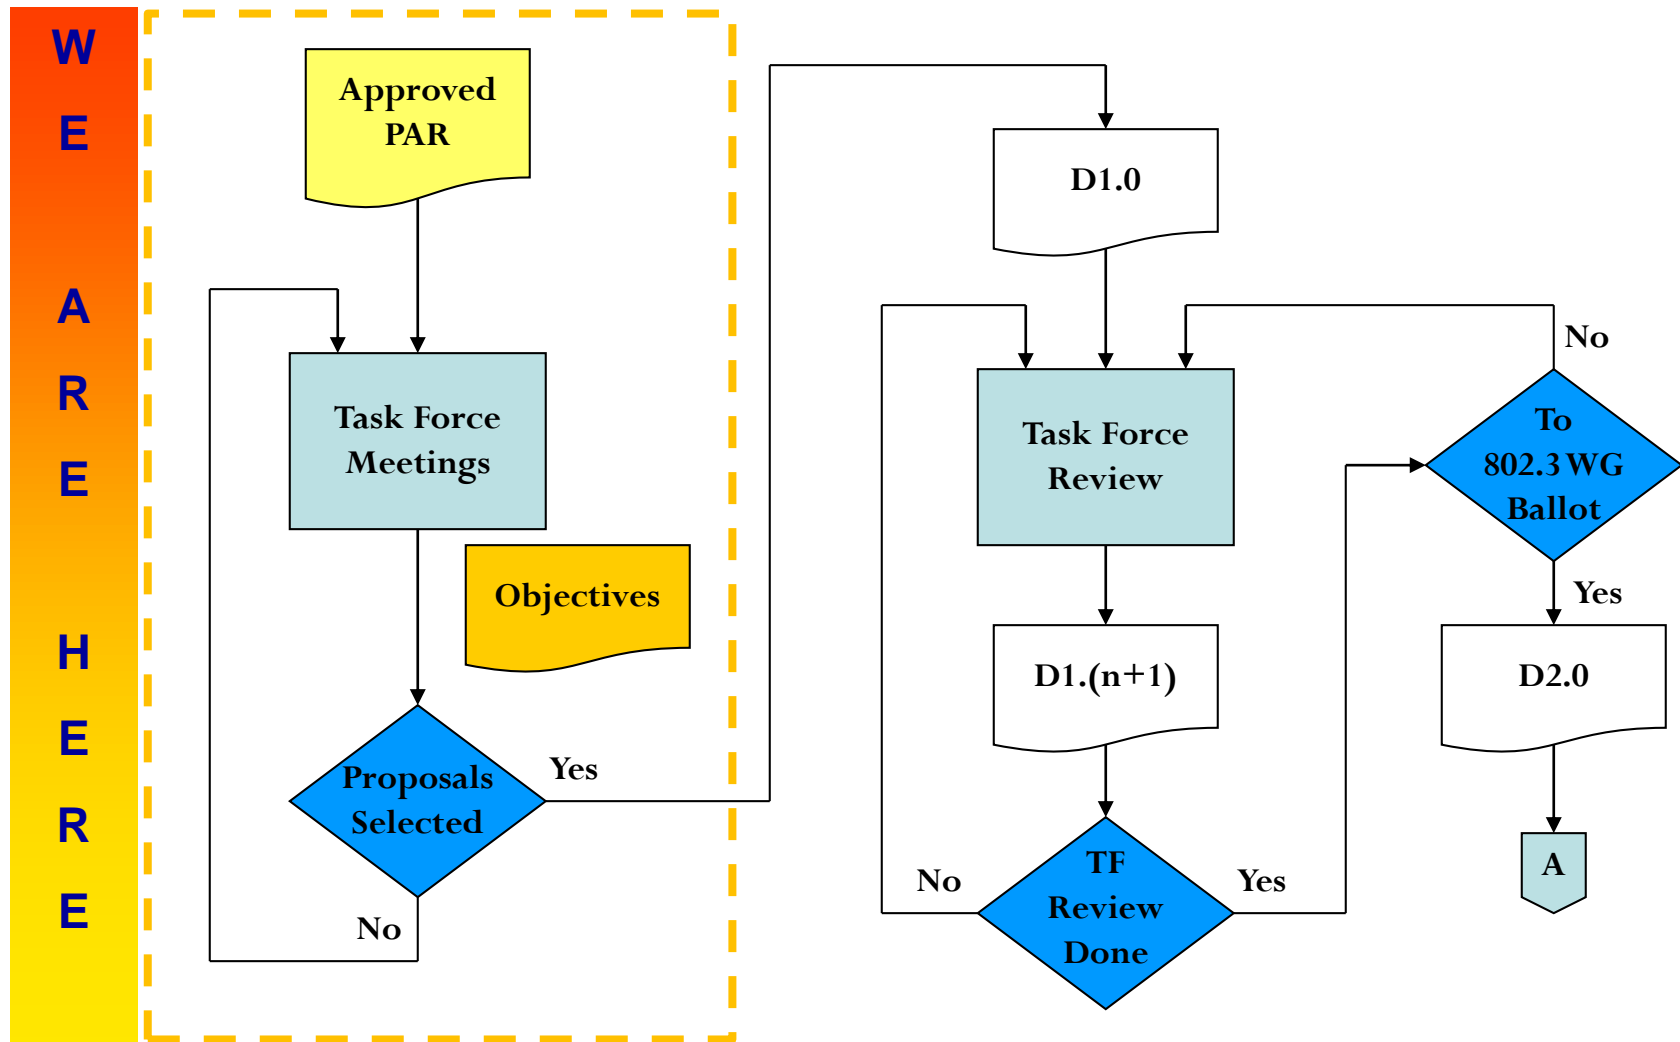 W
E
A
R
E
H
E
R
E
Approved
PAR
Task Force
Meetings
Objectives
Proposals
Selected
Yes
No
D1.0
Task Force
Review
D1.(n+1)
TF
Review
Done
No
Yes
To
802.3 WG
Ballot
No
Yes
D2.0
A